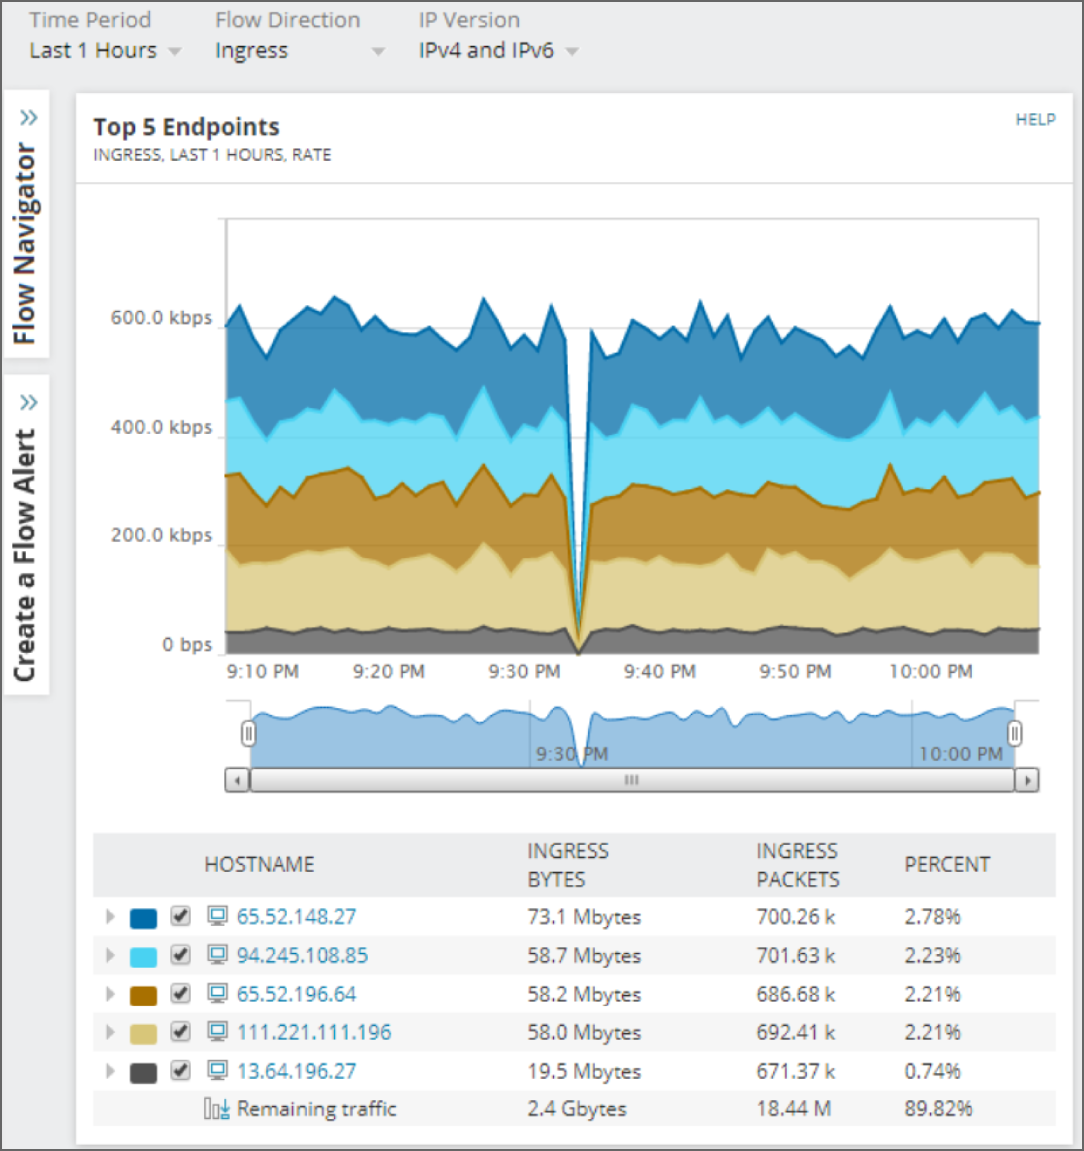 Time Period Flow Direction IP Version
Last 1 Hours Ingress IPv4 and IPv6
Flow Navigator
Create a Flow Alert
Top 5 Endpoints HELP
INGRESS, LAST 1 HOURS, RATE
600.0 kbps
400.0 kbps
200.0 kbps
0 bps
9:10 PM 9:20 PM 9:30 PM 9:40 PM 9:50 PM 10:00 PM
9:30 PM 10:00 PM
HOSTNAME INGRESS BYTES INGRESS PACKETS PERCENT
65.52.148.27 73.1 Mbytes 700.26 k 2.78%
94.245.108.85 58.7 Mbytes 701.63 k 2.23%
65.52.196.64 58.2 Mbytes 686.68 k 2.21%
111.221.111.196 58.0 Mbytes 692.41 k 2.21%
13.64.196.27 19.5 Mbytes 671.37 k 0.74%
Remaining traffic 2.4 Gbytes 18.44 M 89.82%